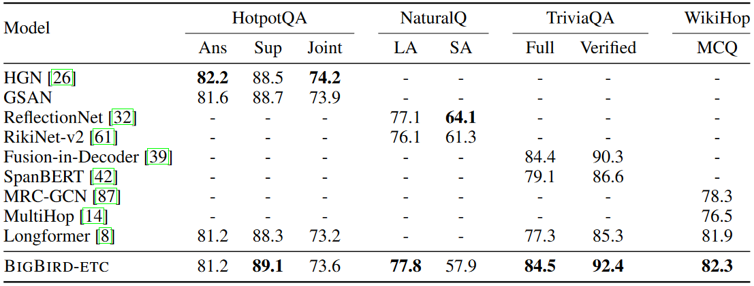 Model HotpotQA NaturalQ TriviaQA WikiHop
Ans Sup Joint LA SA Full Verified MCQ
HGN [26] 82.2 88.5 74.2 - - - - -
GSAN 81.6 88.7 73.9 - - - - -
ReflectionNet [32] - - - 77.1 64.1 - - -
RikiNet-v2 [61] - - - 76.1 61.3 - - -
Fusion-in-Decoder [39] - - - - - 84.4 90.3 -
SpanBERT [42] - - - - - 79.1 86.6 -
MRC-GCN [87] - - - - - - - 78.3
MultiHop [14] - - - - - - - 76.5
Longformer [8] 81.2 88.3 73.2 - - 77.3 85.3 81.9
BIGBIRD-ETC 81.2 89.1 73.6 77.8 57.9 84.5 92.4 82.3